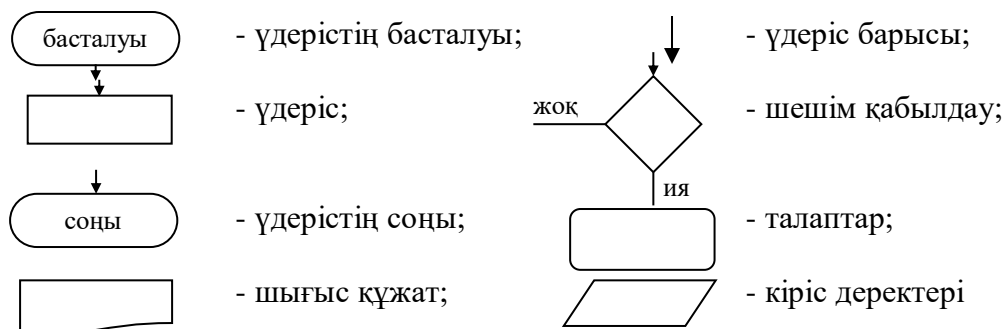 басталуы - үдерістің басталуы; - үдеріс барысы;
- үдеріс; жоқ - шешім қабылдау;
ия
соңы - үдерістің соңы; - талаптар;
- шығыс құжат; - кіріс деректері